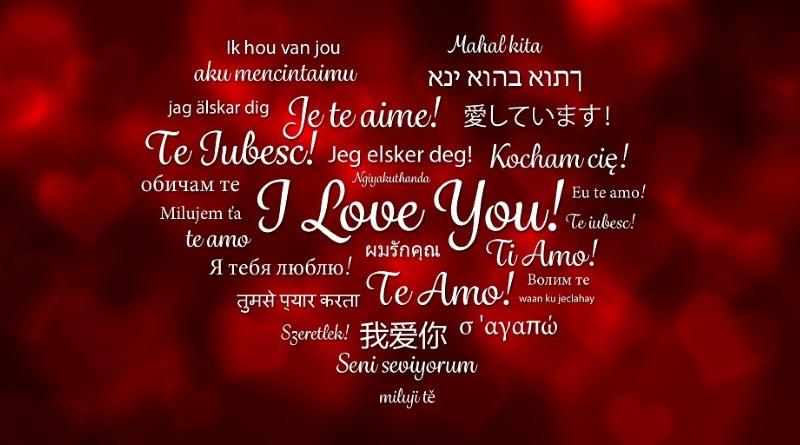 Ik hou van jou
Mahal kita
aku mencintaimu
ךתוא בהוא ינא
jag älskar dig
Je te aime!
愛しています!
Te Iubesc!
Jeg elsker deg!
Kocham cię!
Ngiyakuthanda
обичам те
I Love You!
Eu te amo!
Milujem ťa
Te iubesc!
te amo
ผมรักคุณ
Ti Amo!
Я тебя люблю!
Te Amo!
Волим те
तुमसे प्यार करता
waan ku jeclahay
Szeretlek!
我爱你
σ 'αγαπώ
Seni seviyorum
miluji tě